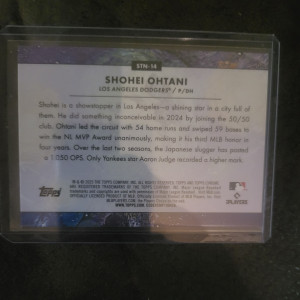 STN-14
SHOHEI OHTANI
LOS ANGELES DODGERS® / P/DH
Shohei is a showstopper in Los Angeles—a shining star in a city full of
them. He did something inconceivable in 2024 by joining the 50/50
club. Ohtani led the circuit with 54 home runs and swiped 59 bases
to win the NL MVP Award unanimously, making it his third MLB honor in
four years. Over the last two seasons, the Japanese slugger has posted
a 1.050 OPS. Only Yankees star Aaron Judge recorded a higher mark.
Topps
PLAYERS